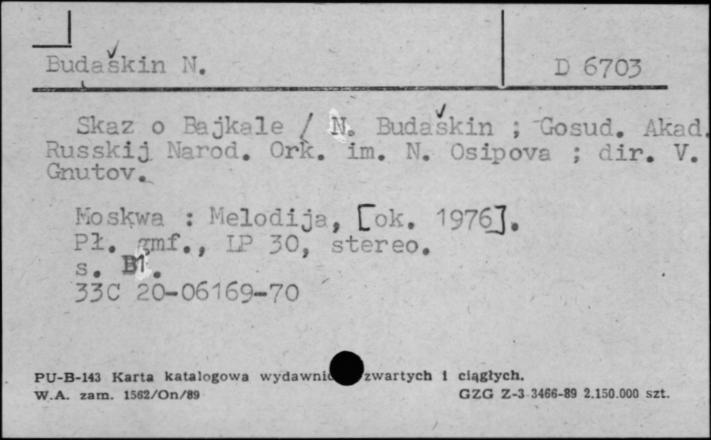 Budaškin N.
D 6703
Skaz o Bajkale / N. Budaškin ; Gosud. Akad.
Russkij Narod. Ork. im. N. Osipova ; dir. V.
Gnutov.
Moskwa : Melodija, [ok. 1976].
Pł. gmf., LP 30, stereo.
s. B1.
33C 20-06169-70
PU-B-143 Karta katalogowa zwartych i ciągłych.
W.A. zam. 1562/On/89
GZG Z-3 3466-89 2.150.000 szt.